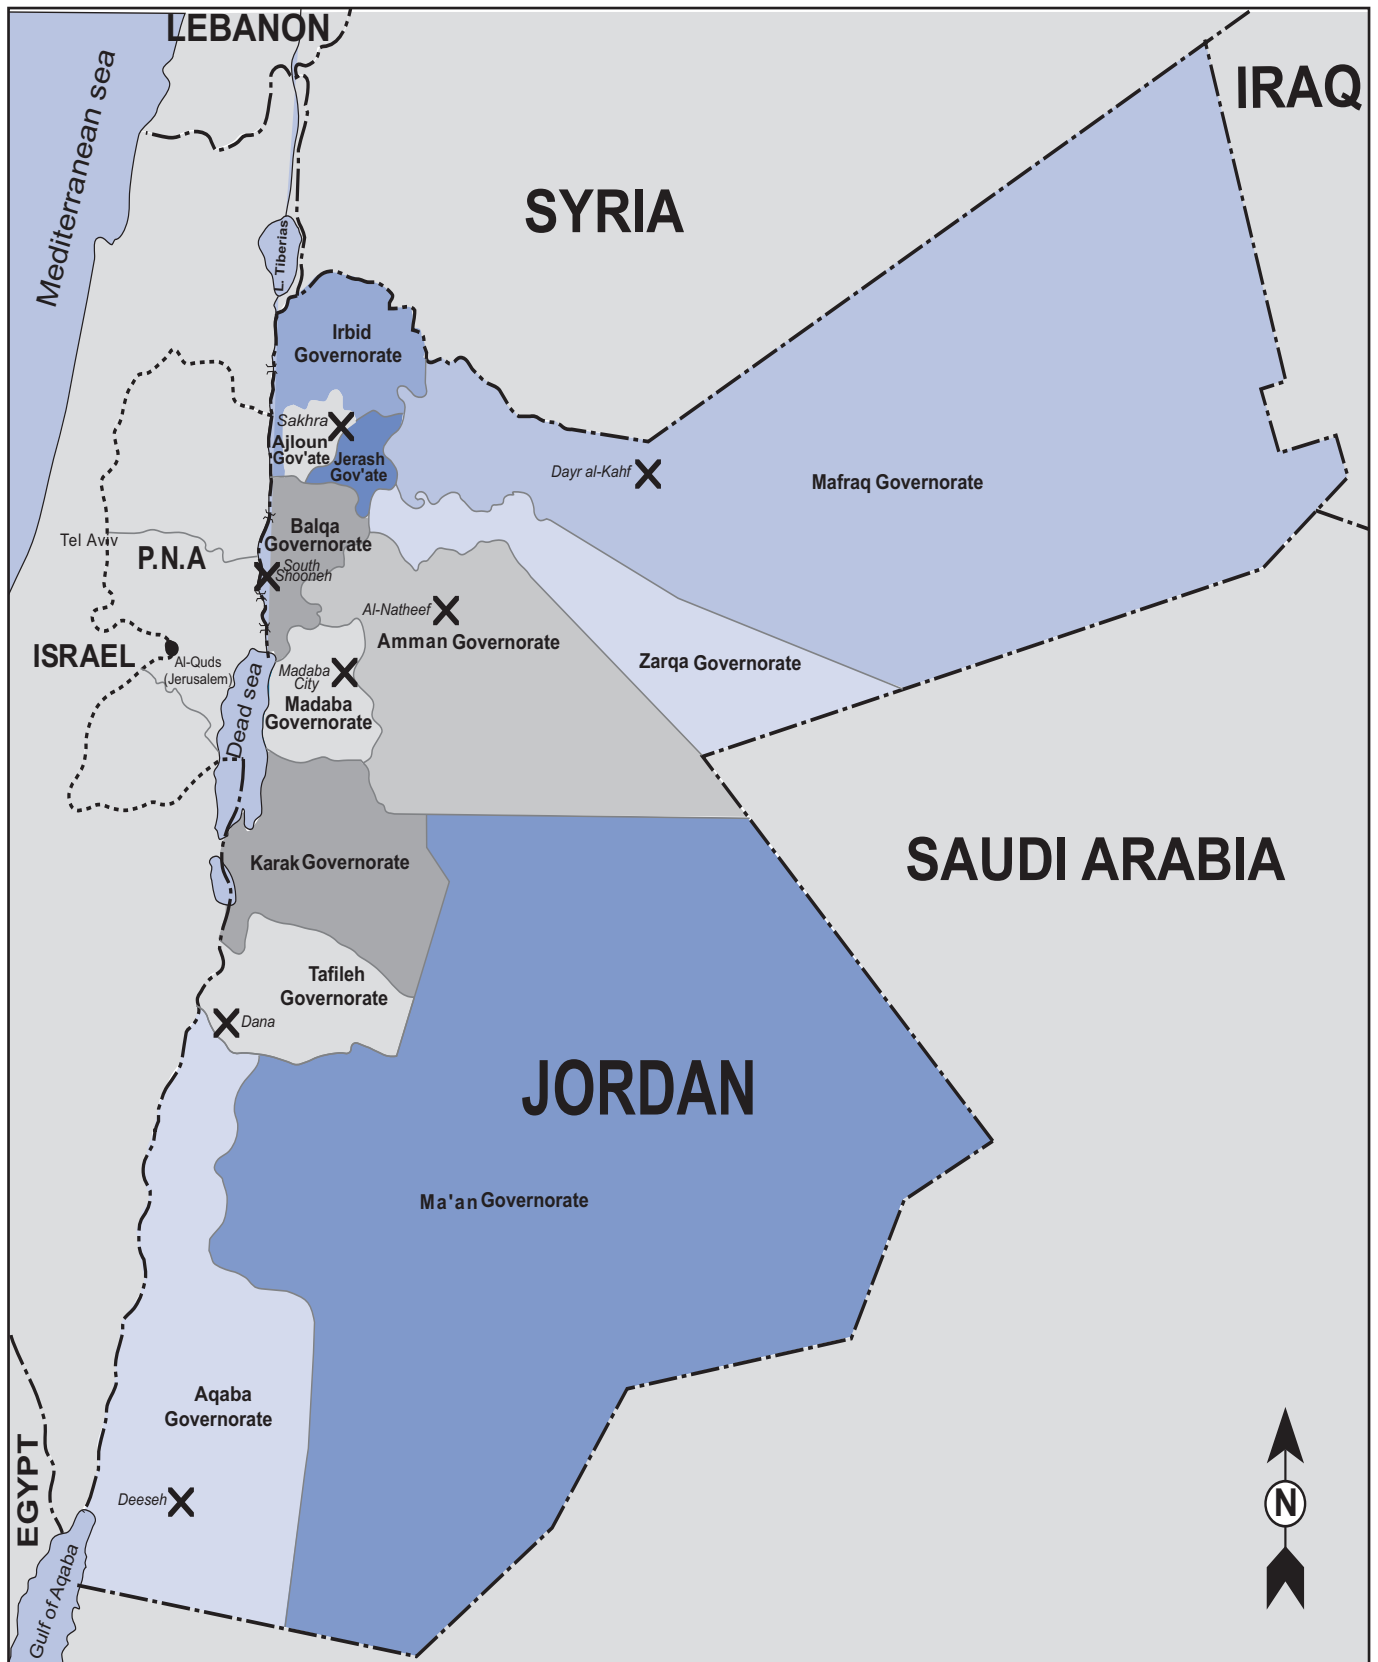 LEBANON
IRAQ
Mediterranean sea
SYRIA
L. Tiberias
Irbid
Governorate
Sakhra
Ajloun
Gov'ate
Jerash
Gov'ate
Dayr al-Kahf
Mafraq Governorate
Balqa
Governorate
Tel Aviv
P.N.A
South
Shooneh
Al-Natheef
Amman Governorate
ISRAEL
Al-Quds
(Jerusalem)
Zarqa Governorate
Madaba
City
Dead sea
Madaba
Governorate
Karak Governorate
SAUDI ARABIA
Tafileh
Governorate
Dana
JORDAN
Ma'an Governorate
Aqaba
Governorate
EGYPT
Deeseh
N
Gulf of Aqaba